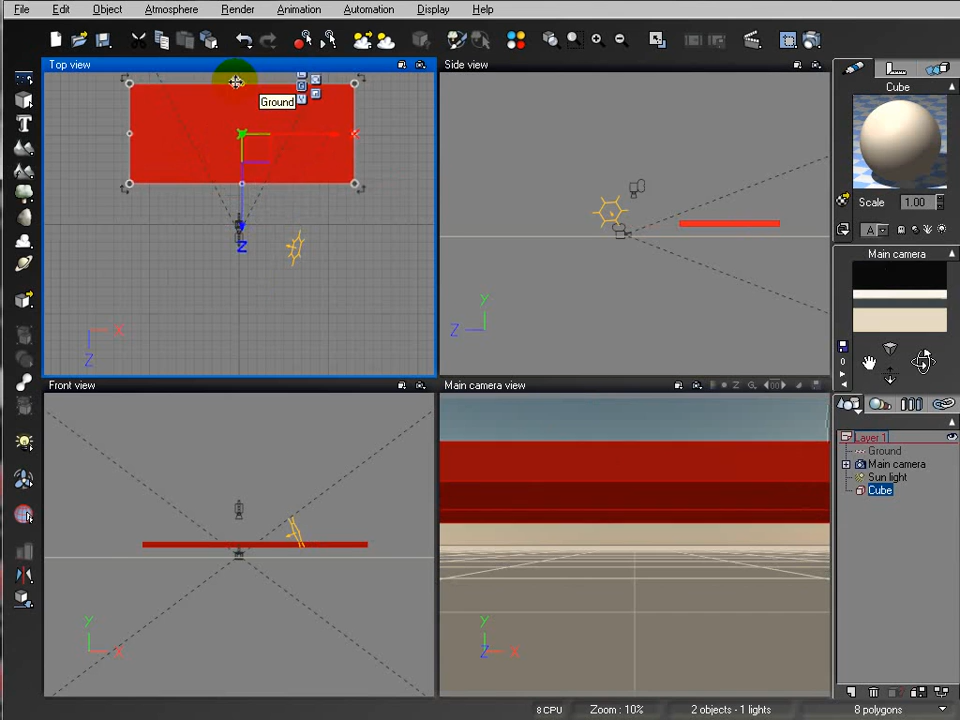 File Edit Object Atmosphere Render Animation Automation Display Help
Top view
Side view
Cube
Ground
Scale 1.00
A
Z
X
Z
Y
Z
Main camera
0
Front view
Main camera view
Layer 1
Ground
Main camera
Sun light
Cube
Y
X
Y
Z X
8 CPU Zoom : 10% 2 objects - 1 lights 8 polygons